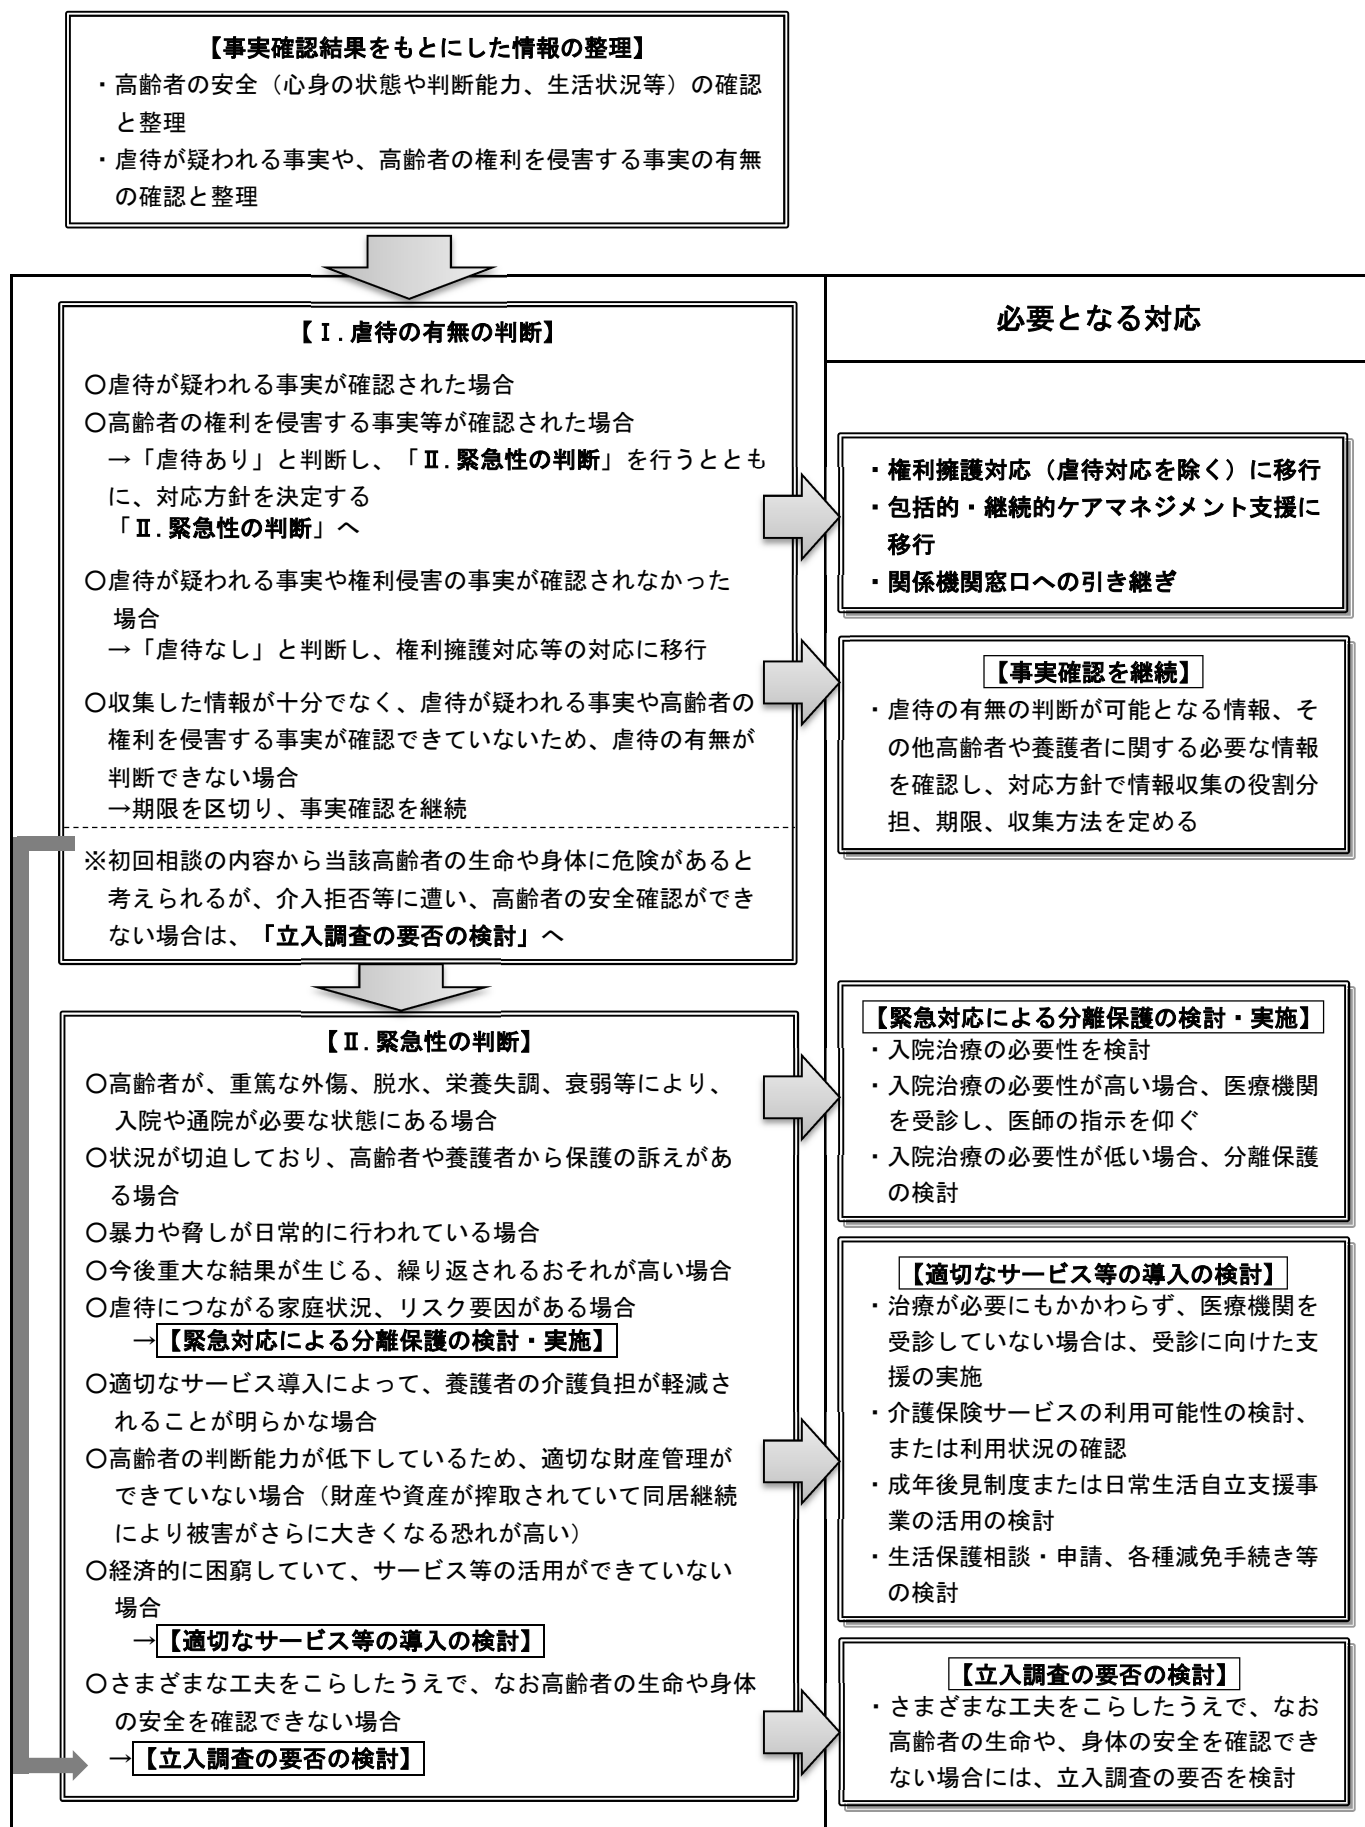 【事実確認結果をもとにした情報の整理】
・高齢者の安全（心身の状態や判断能力、生活状況等）の確認
と整理
・虐待が疑われる事実や、高齢者の権利を侵害する事実の有無
の確認と整理
【Ⅰ.虐待の有無の判断】
○虐待が疑われる事実が確認された場合
○高齢者の権利を侵害する事実等が確認された場合
→「虐待あり」と判断し、「Ⅱ.緊急性の判断」を行うととも
に、対応方針を決定する
「Ⅱ.緊急性の判断」へ
○虐待が疑われる事実や権利侵害の事実が確認されなかった
場合
→「虐待なし」と判断し、権利擁護対応等の対応に移行
○収集した情報が十分でなく、虐待が疑われる事実や高齢者の
権利を侵害する事実が確認できていないため、虐待の有無が
判断できない場合
→期限を区切り、事実確認を継続
※初回相談の内容から当該高齢者の生命や身体に危険があると
考えられるが、介入拒否等に遭い、高齢者の安全確認ができ
ない場合は、「立入調査の要否の検討」へ
【Ⅱ.緊急性の判断】
○高齢者が、重篤な外傷、脱水、栄養失調、衰弱等により、
入院や通院が必要な状態にある場合
○状況が切迫しており、高齢者や養護者から保護の訴えがあ
る場合
○暴力や脅しが日常的に行われている場合
○今後重大な結果が生じる、繰り返されるおそれが高い場合
○虐待につながる家庭状況、リスク要因がある場合
→【緊急対応による分離保護の検討・実施】
○適切なサービス導入によって、養護者の介護負担が軽減さ
れることが明らかな場合
○高齢者の判断能力が低下しているため、適切な財産管理が
できていない場合（財産や資産が搾取されていて同居継続
により被害がさらに大きくなる恐れが高い）
○経済的に困窮していて、サービス等の活用ができていない
場合
→【適切なサービス等の導入の検討】
○さまざまな工夫をこらしたうえで、なお高齢者の生命や身体
の安全を確認できない場合
→【立入調査の要否の検討】
必要となる対応
・権利擁護対応（虐待対応を除く）に移行
・包括的・継続的ケアマネジメント支援に
移行
・関係機関窓口への引き継ぎ
【事実確認を継続】
・虐待の有無の判断が可能となる情報、そ
の他高齢者や養護者に関する必要な情報
を確認し、対応方針で情報収集の役割分
担、期限、収集方法を定める
【緊急対応による分離保護の検討・実施】
・入院治療の必要性を検討
・入院治療の必要性が高い場合、医療機関
を受診し、医師の指示を仰ぐ
・入院治療の必要性が低い場合、分離保護
の検討
【適切なサービス等の導入の検討】
・治療が必要にもかかわらず、医療機関を
受診していない場合は、受診に向けた支
援の実施
・介護保険サービスの利用可能性の検討、
または利用状況の確認
・成年後見制度または日常生活自立支援事
業の活用の検討
・生活保護相談・申請、各種減免手続き等
の検討
【立入調査の要否の検討】
・さまざまな工夫をこらしたうえで、なお
高齢者の生命や、身体の安全を確認でき
ない場合には、立入調査の要否を検討